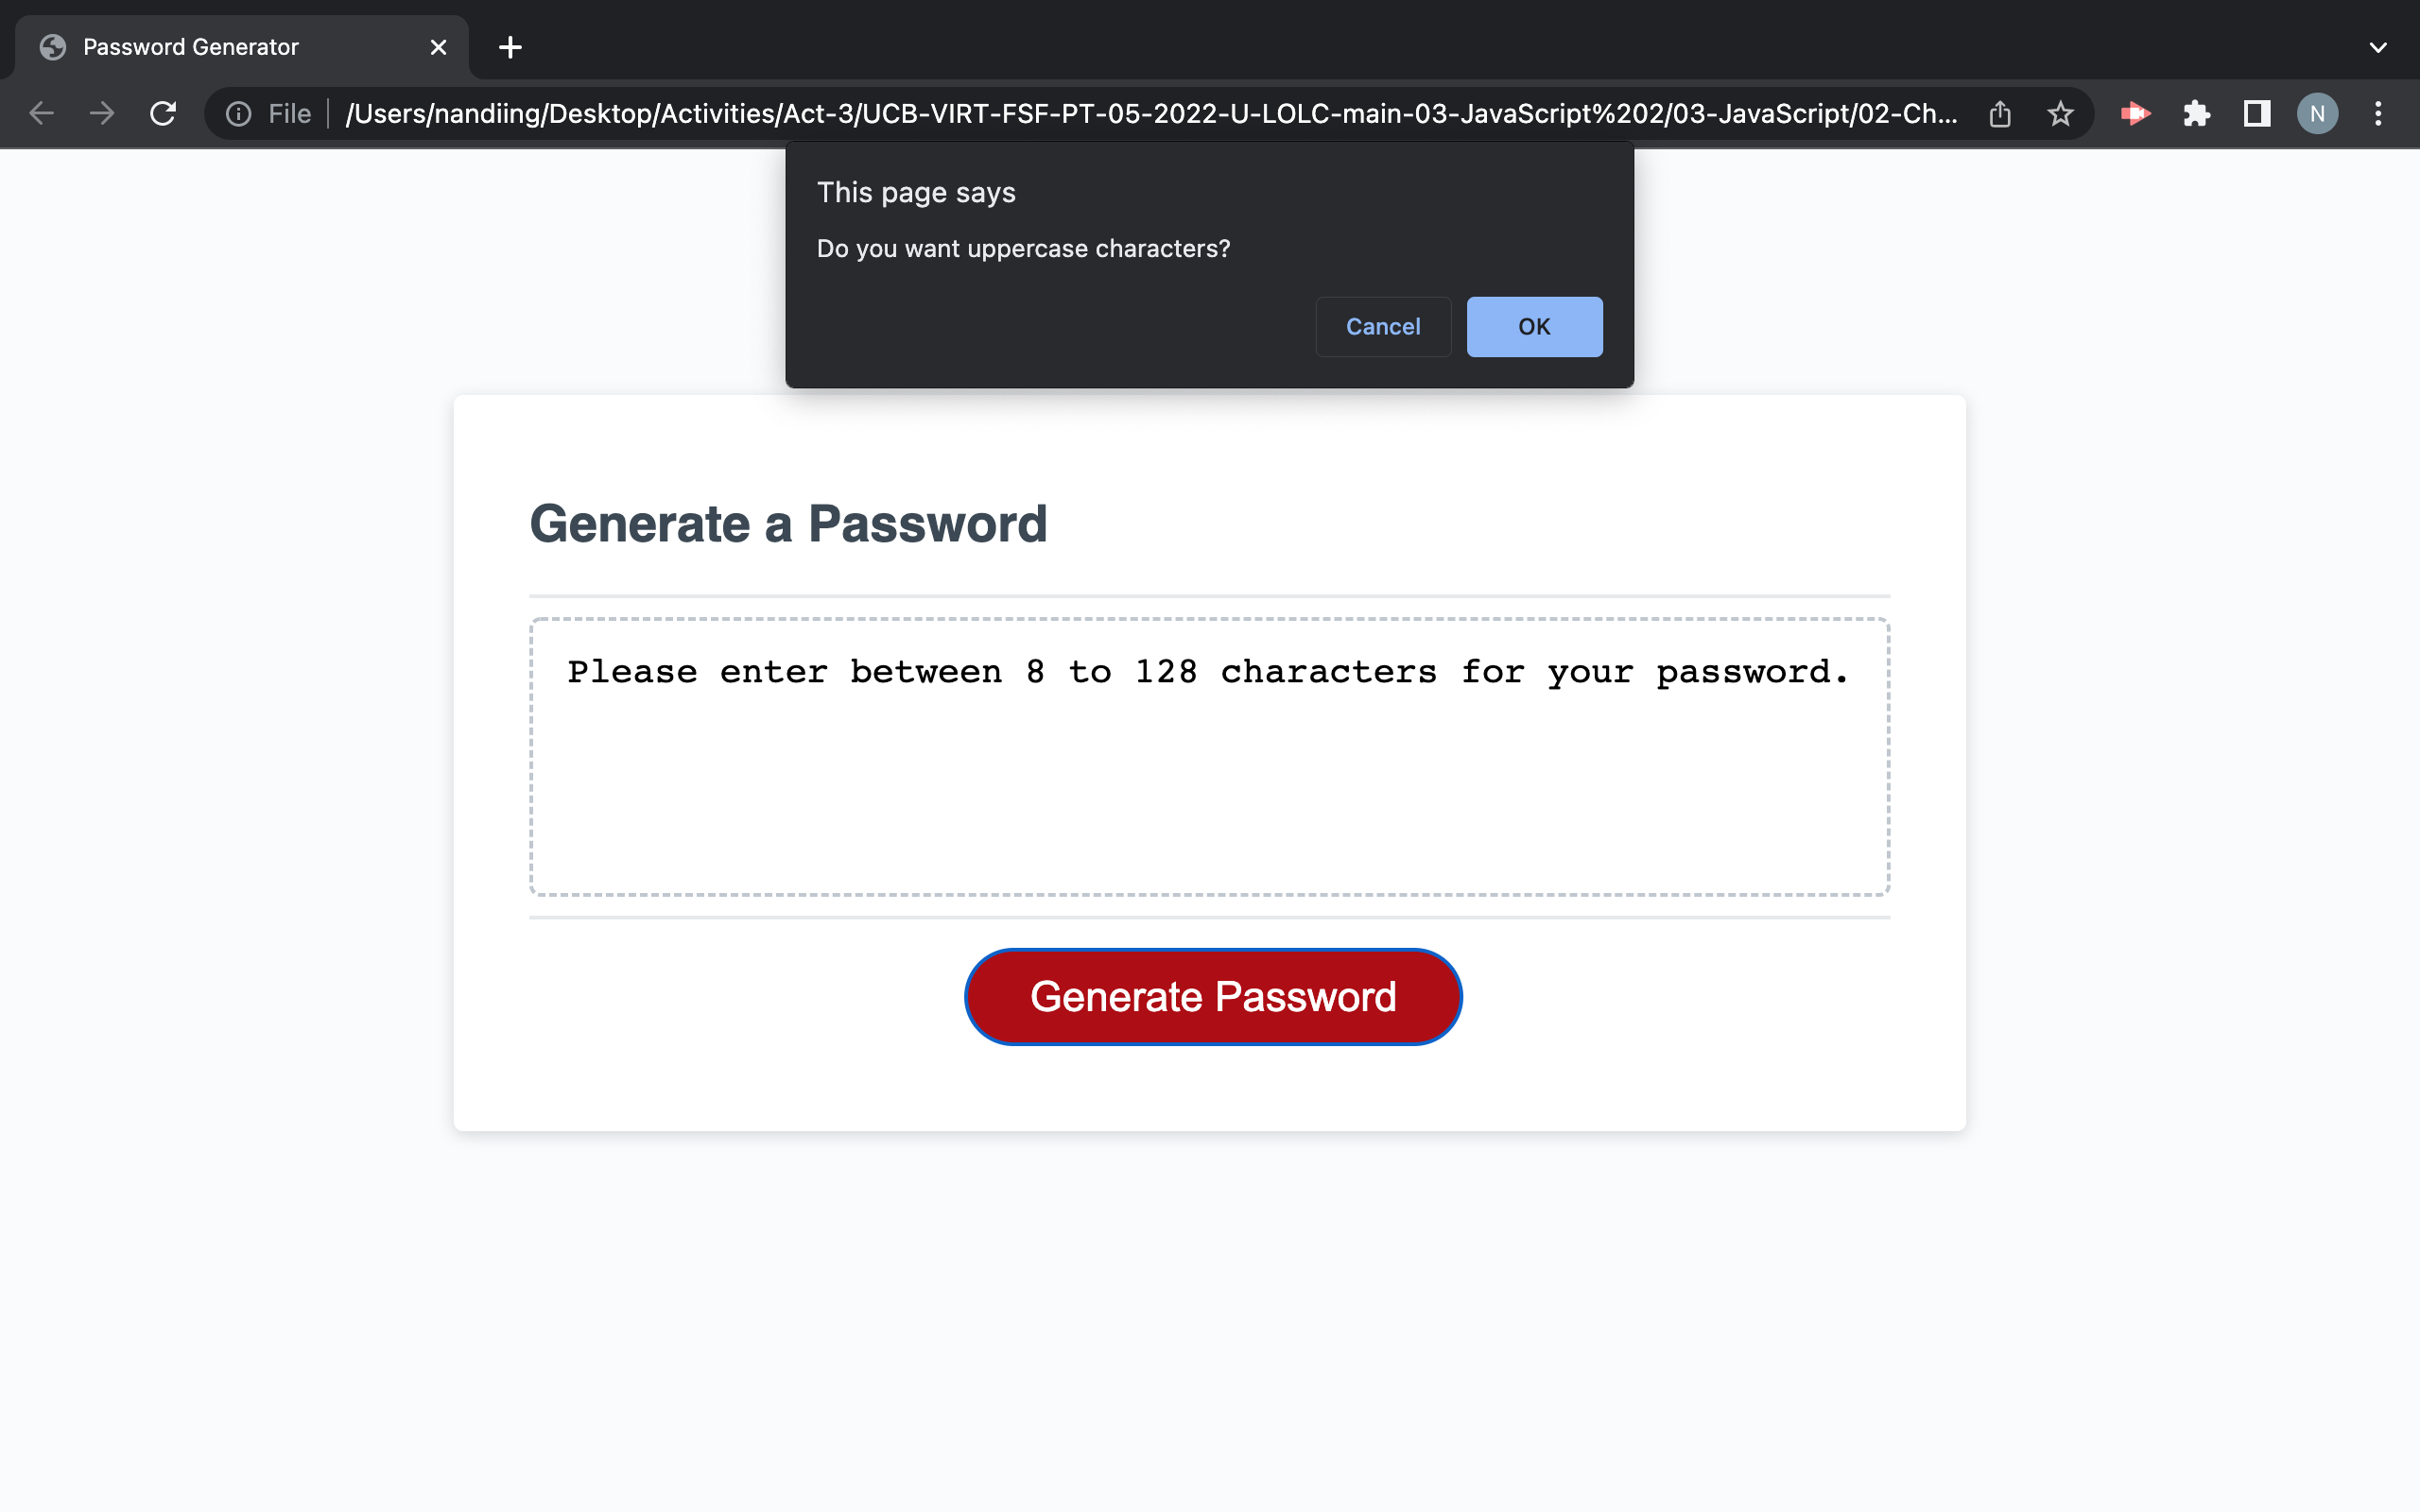 Password Generator
File /Users/nandiing/Desktop/Activities/Act-3/UCB-VIRT-FSF-PT-05-2022-U-LOLC-main-03-JavaScript%202/03-JavaScript/02-Ch...
N
This page says
Do you want uppercase characters?
Cancel OK
Generate a Password
Please enter between 8 to 128 characters for your password.
Generate Password